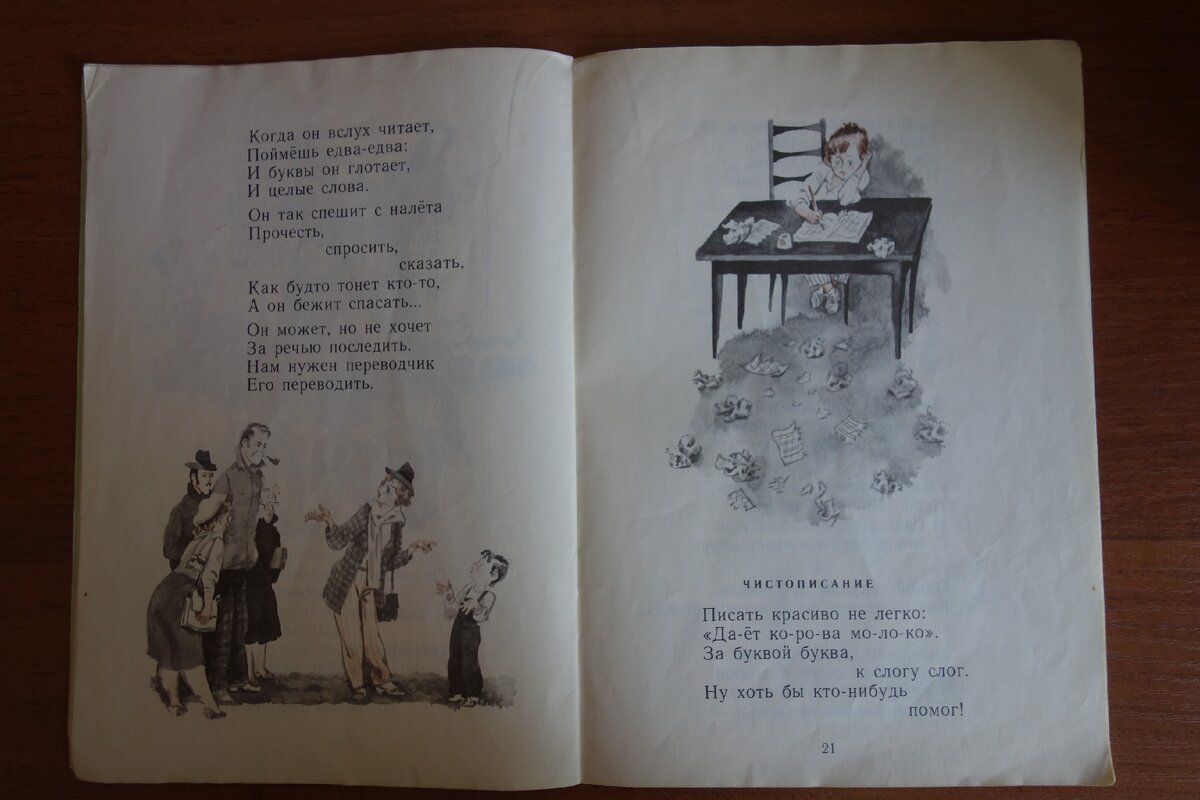 Когда он вслух читает,
Поймёшь едва-едва:
И буквы он глотает,
И целые слова.
Он так спешит с налёта
Прочесть,
спросить,
сказать,
Как будто тонет кто-то,
А он бежит спасать...
Он может, но не хочет
За речью последить.
Нам нужен переводчик
Его переводить.
ЧИСТОПИСАНИЕ
Писать красиво не легко:
«Да-ёт ко-ро-ва мо-ло-ко».
За буквой буква,
к слогу слог.
Ну хоть бы кто-нибудь
помог!
21